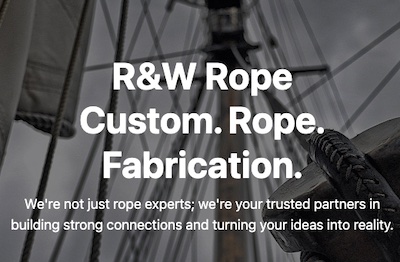 R&W Rope
Custom. Rope.
Fabrication.
We're not just rope experts; we're your trusted partners in
building strong connections and turning your ideas into reality.